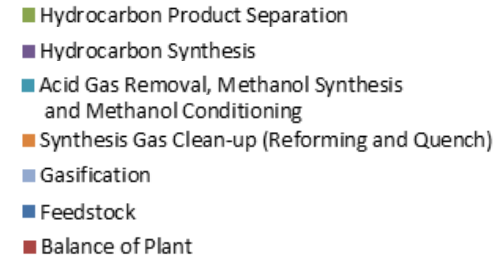 Hydrocarbon Product Separation
Hydrocarbon Synthesis
Acid Gas Removal, Methanol Synthesis
and Methanol Conditioning
Synthesis Gas Clean-up (Reforming and Quench)
Gasification
Feedstock
Balance of Plant